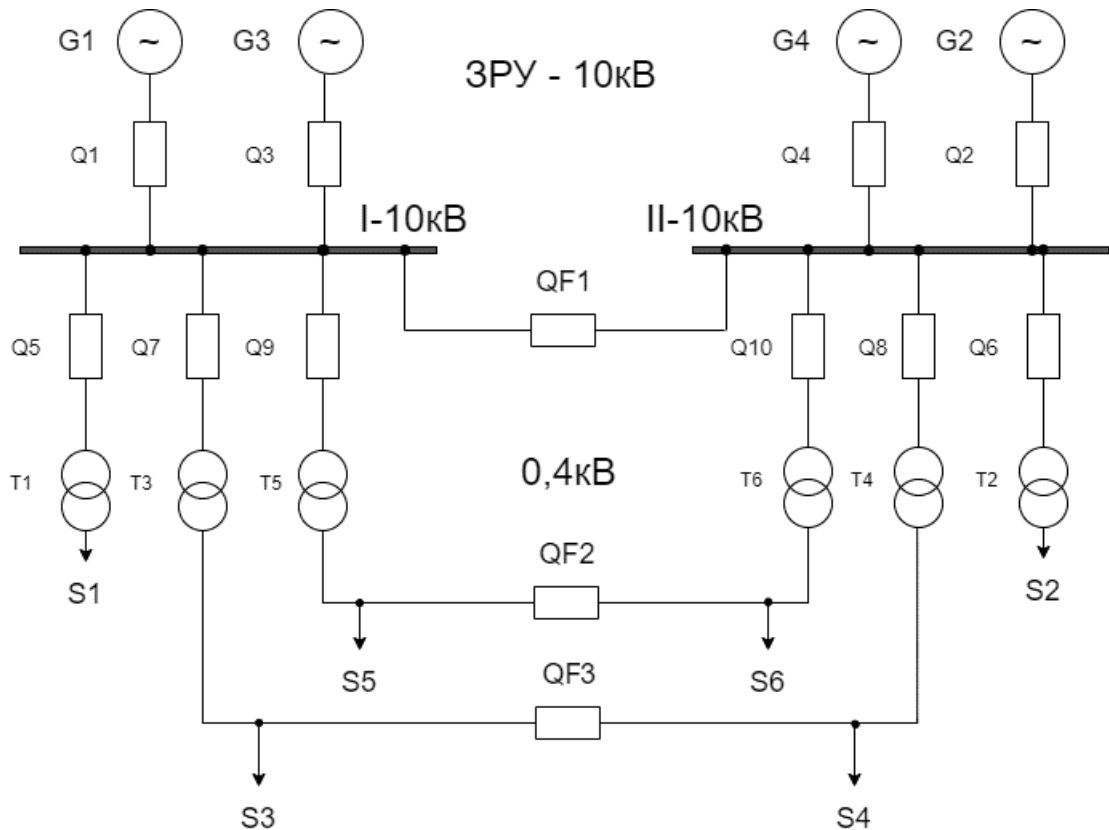 G1 G3 G4 G2
~ ~ ~ ~
ЗРУ - 10кВ
Q1 Q3 Q4 Q2
I-10кВ II-10кВ
QF1
Q5 Q7 Q9 Q10 Q8 Q6
0,4кВ
T1 T3 T5 T6 T4 T2
QF2
S1 S2
S5 QF3 S6
S3 S4